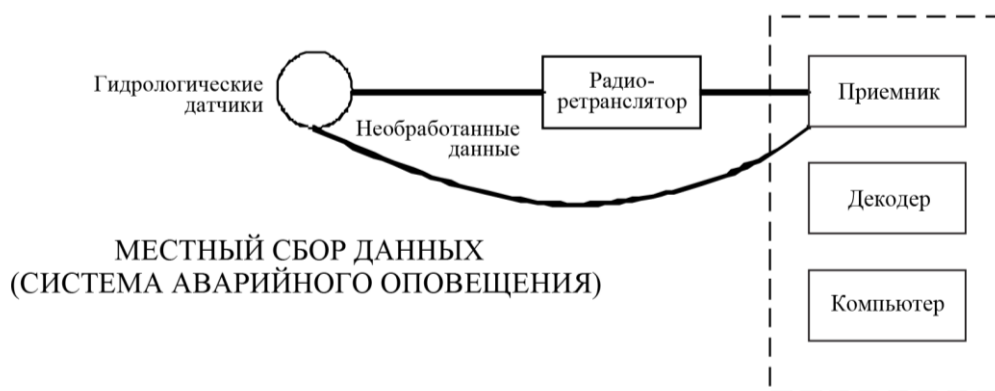 Гидрологические
датчики
Радио-
ретранслятор
Приемник
Необработанные
данные
Декодер
МЕСТНЫЙ СБОР ДАННЫХ
(СИСТЕМА АВАРИЙНОГО ОПОВЕЩЕНИЯ)
Компьютер